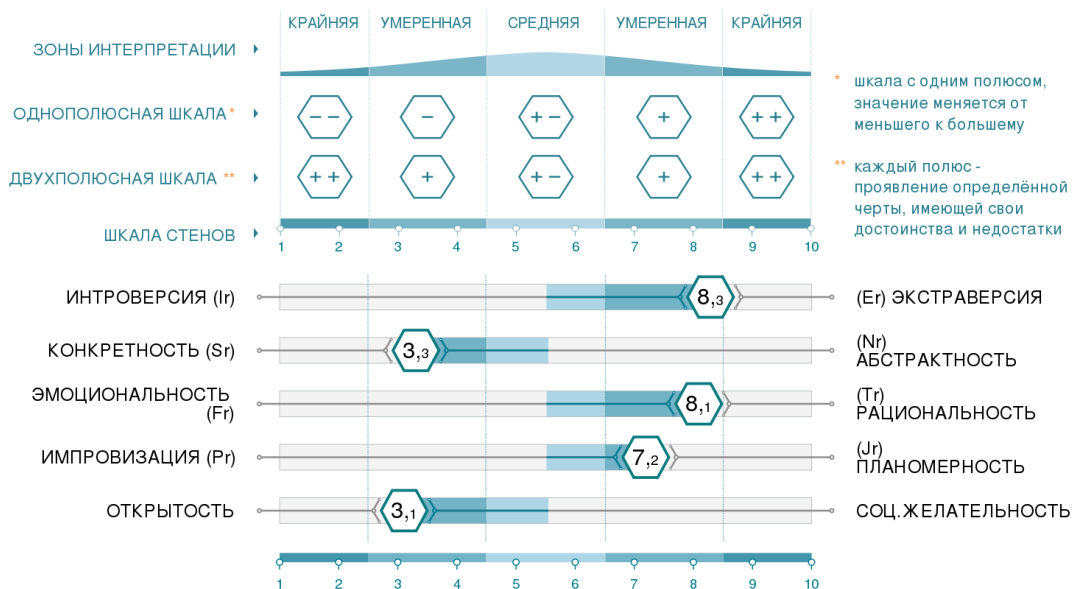 КРАЙНЯЯ УМЕРЕННАЯ СРЕДНЯЯ УМЕРЕННАЯ КРАЙНЯЯ
ЗОНЫ ИНТЕРПРЕТАЦИИ
ОДНОПОЛЮСНАЯ ШКАЛА*
− − − + − + + +
* шкала с одним полюсом,
значение меняется от
меньшего к большему
ДВУХПОЛЮСНАЯ ШКАЛА **
+ + + + − + + +
** каждый полюс -
проявление определённой
черты, имеющей свои
достоинства и недостатки
ШКАЛА СТЕНОВ
1 2 3 4 5 6 7 8 9 10
ИНТРОВЕРСИЯ (Ir) 8,3 (Er) ЭКСТРАВЕРСИЯ
КОНКРЕТНОСТЬ (Sr) 3,3 (Nr)
АБСТРАКТНОСТЬ
ЭМОЦИОНАЛЬНОСТЬ
(Fr) 8,1 (Tr)
РАЦИОНАЛЬНОСТЬ
ИМПРОВИЗАЦИЯ (Pr) 7,2 (Jr)
ПЛАНОМЕРНОСТЬ
ОТКРЫТОСТЬ 3,1 СОЦ.ЖЕЛАТЕЛЬНОСТЬ
1 2 3 4 5 6 7 8 9 10